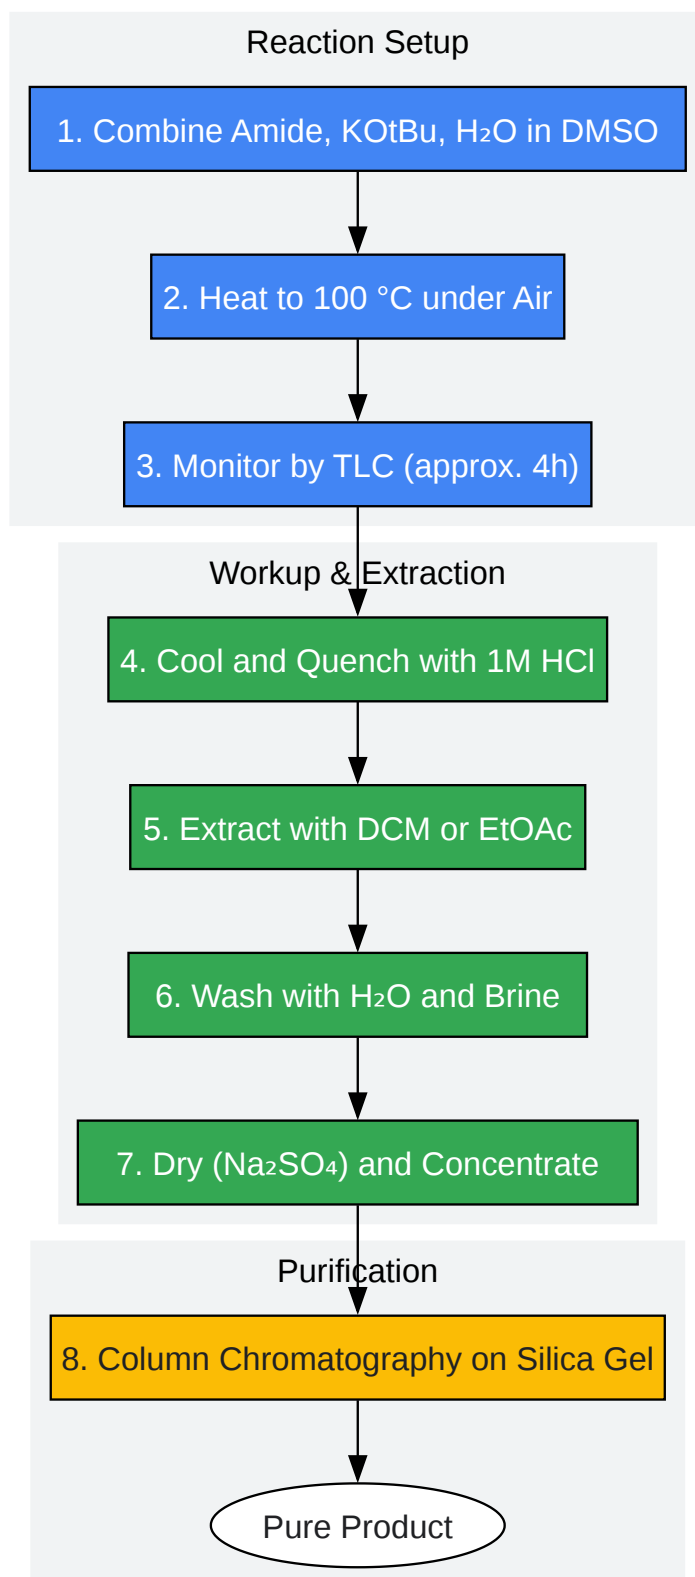 Reaction Setup
1. Combine Amide, KOtBu, H₂O in DMSO
2. Heat to 100 °C under Air
3. Monitor by TLC (approx. 4h)
Workup & Extraction
4. Cool and Quench with 1M HCl
5. Extract with DCM or EtOAc
6. Wash with H₂O and Brine
7. Dry (Na₂SO₄) and Concentrate
Purification
8. Column Chromatography on Silica Gel
Pure Product